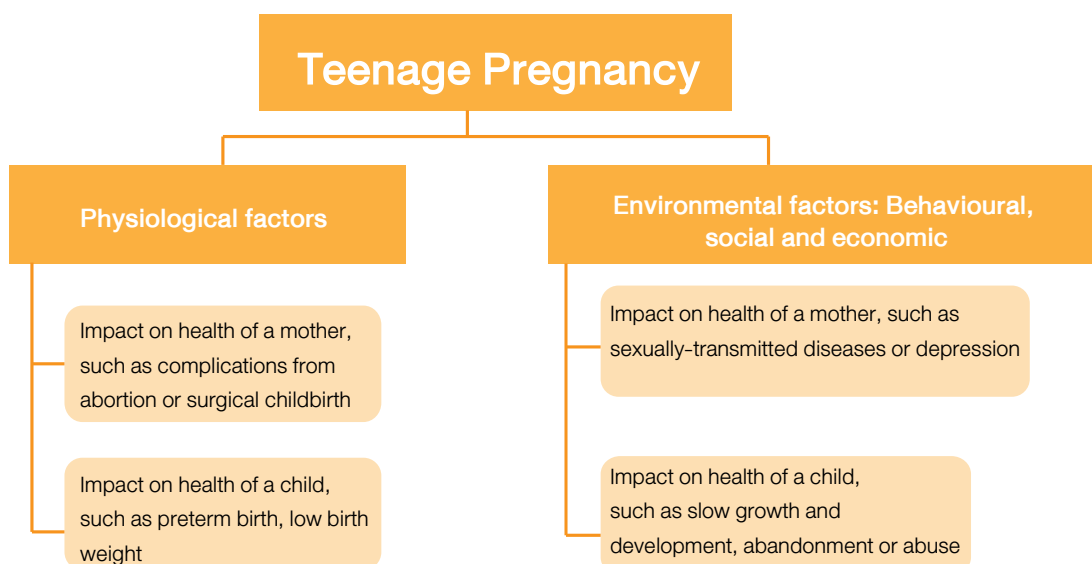 Teenage Pregnancy
Physiological factors
Impact on health of a mother,
such as complications from
abortion or surgical childbirth
Impact on health of a child,
such as preterm birth, low birth
weight
Environmental factors: Behavioural,
social and economic
Impact on health of a mother, such as
sexually-transmitted diseases or depression
Impact on health of a child,
such as slow growth and
development, abandonment or abuse